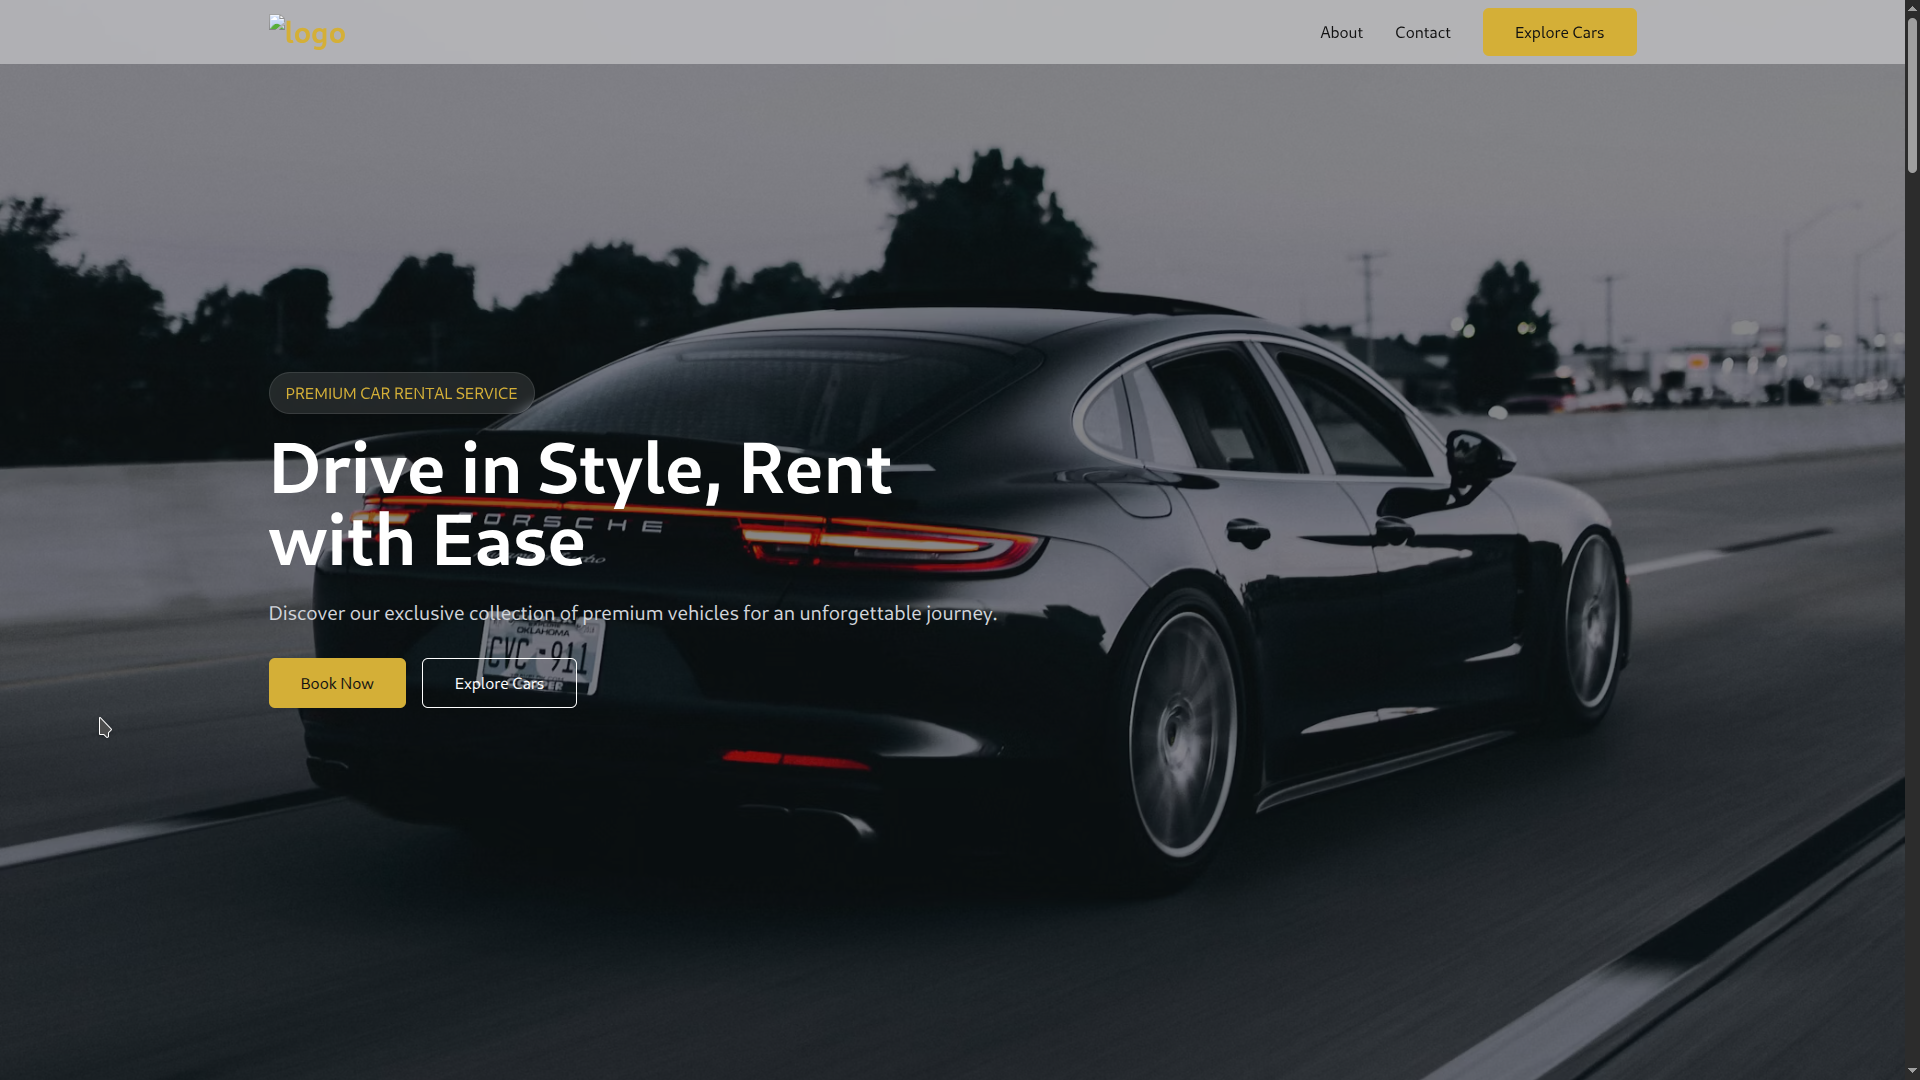 logo
About
Contact
Explore Cars
PREMIUM CAR RENTAL SERVICE
Drive in Style, Rent
with Ease
PORSCHE
Discover our exclusive collection of premium vehicles for an unforgettable journey.
OKLAHOMA
CVC-911
Book Now
Explore Cars